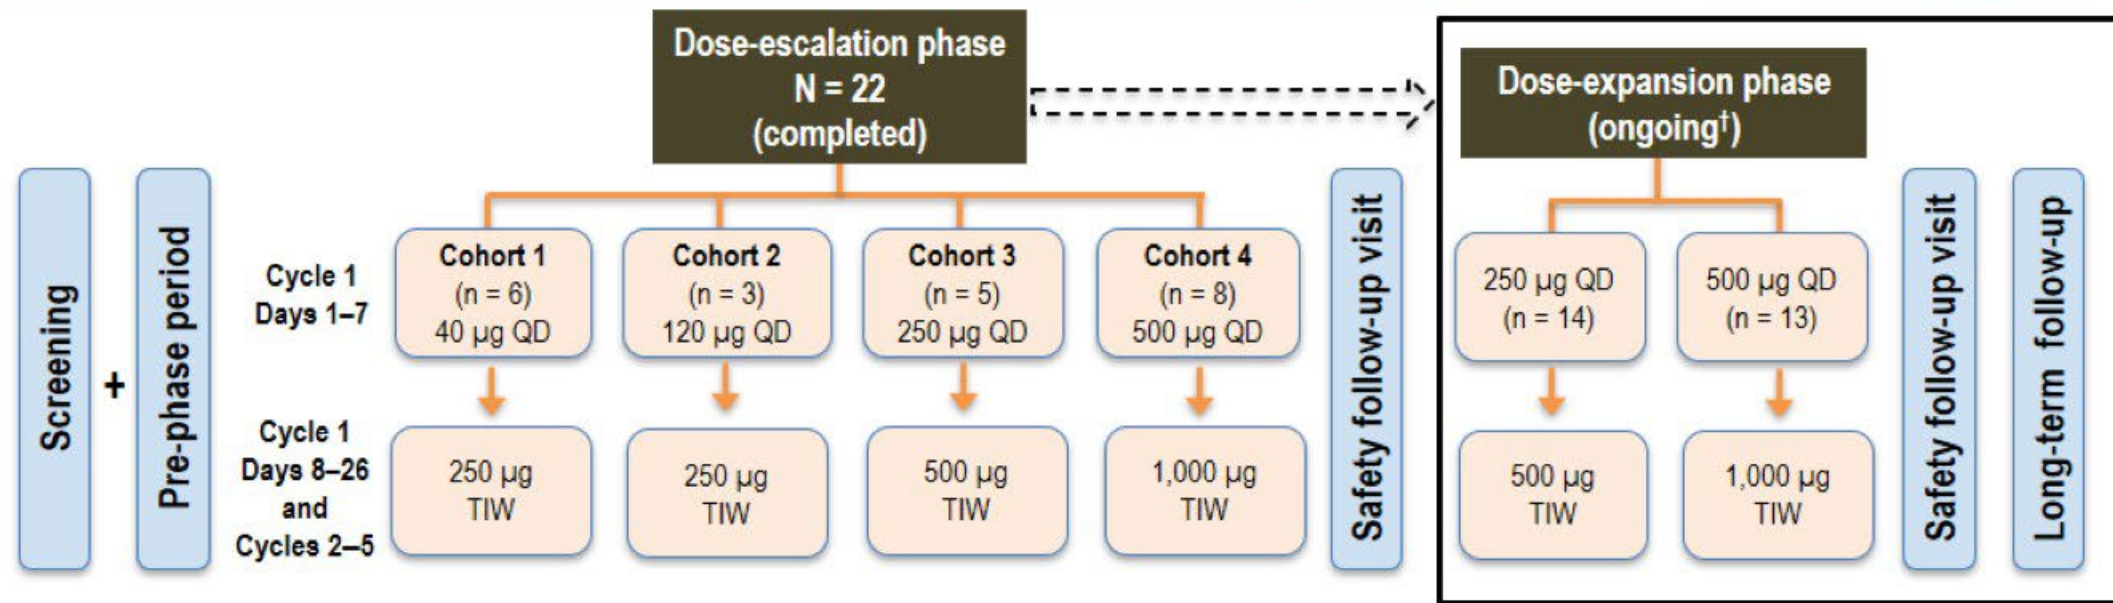 Dose-escalation phase
N = 22
(completed)
Dose-expansion phase
(ongoing†)
Screening
+
Pre-phase period
Cycle 1
Days 1–7
Cohort 1
(n = 6)
40 µg QD
Cohort 2
(n = 3)
120 µg QD
Cohort 3
(n = 5)
250 µg QD
Cohort 4
(n = 8)
500 µg QD
Cycle 1
Days 8–26
and
Cycles 2–5
250 µg
TIW
250 µg
TIW
500 µg
TIW
1,000 µg
TIW
Safety follow-up visit
250 µg QD
(n = 14)
500 µg QD
(n = 13)
500 µg
TIW
1,000 µg
TIW
Safety follow-up visit
Long-term follow-up